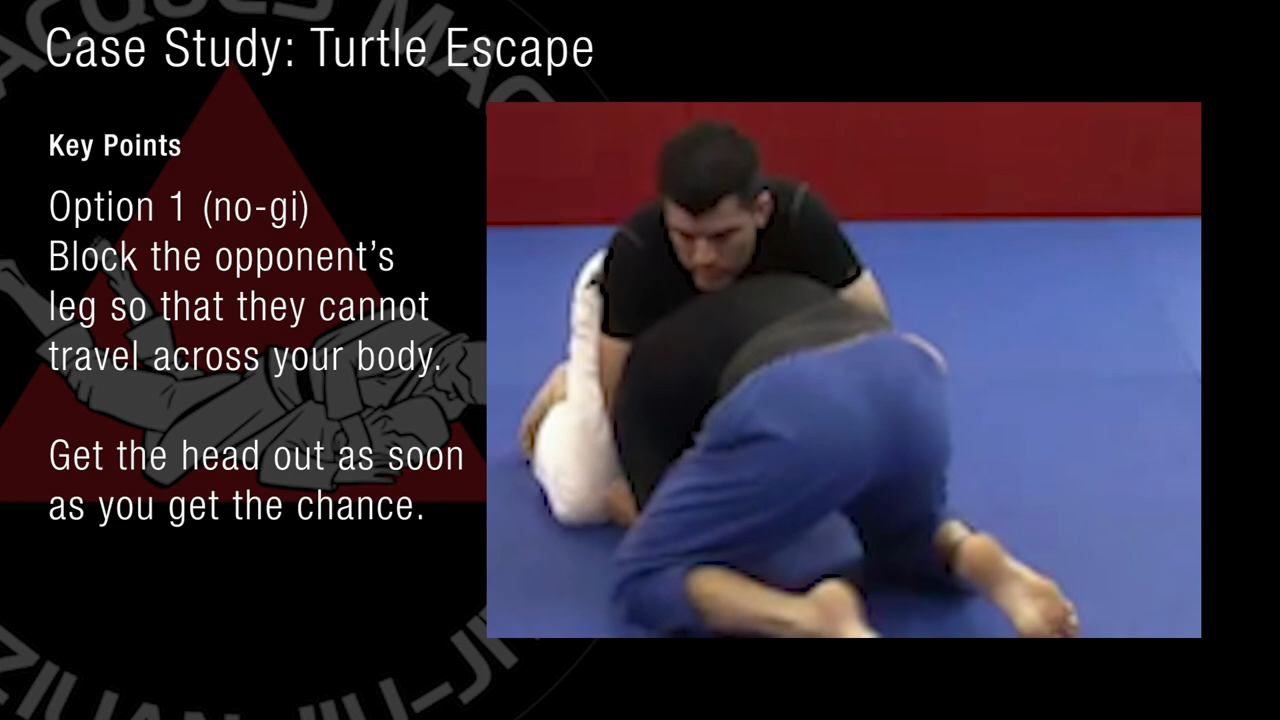 Case Study: Turtle Escape
Key Points
Option 1 (no-gi)
Block the opponent's
leg so that they cannot
travel across your body.
Get the head out as soon
as you get the chance.